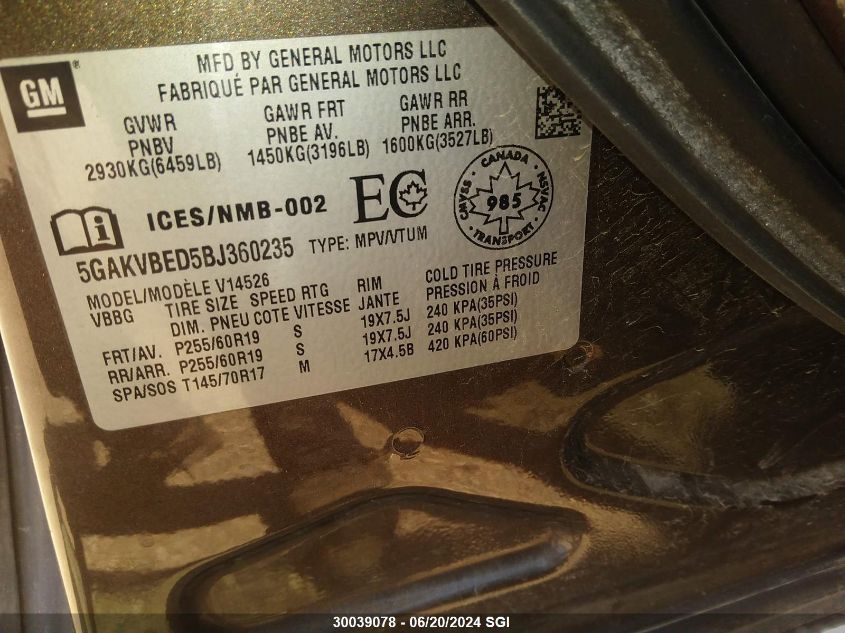 GM
MFD BY GENERAL MOTORS LLC
FABRIQUÉ PAR GENERAL MOTORS LLC
GVWR GAWR FRT GAWR RR
PNBV PNBE AV. PNBE ARR.
2930KG(6459LB) 1450KG(3196LB) 1600KG(3527LB)
ICES/NMB-002 EC
CANADA
CMVSS 985 NSVAC
TRANSPORT
5GAKVBED5BJ360235 TYPE: MPV/VTUM
MODEL/MODÈLE V14526
VBBG TIRE SIZE SPEED RTG RIM COLD TIRE PRESSURE
DIM. PNEU COTE VITESSE JANTE PRESSION À FROID
FRT/AV. P255/60R19 S 19X7.5J 240 KPA(35PSI)
RR/ARR. P255/60R19 S 19X7.5J 240 KPA(35PSI)
SPA/SOS T145/70R17 M 17X4.5B 420 KPA(60PSI)
30039078 - 06/20/2024 SGI